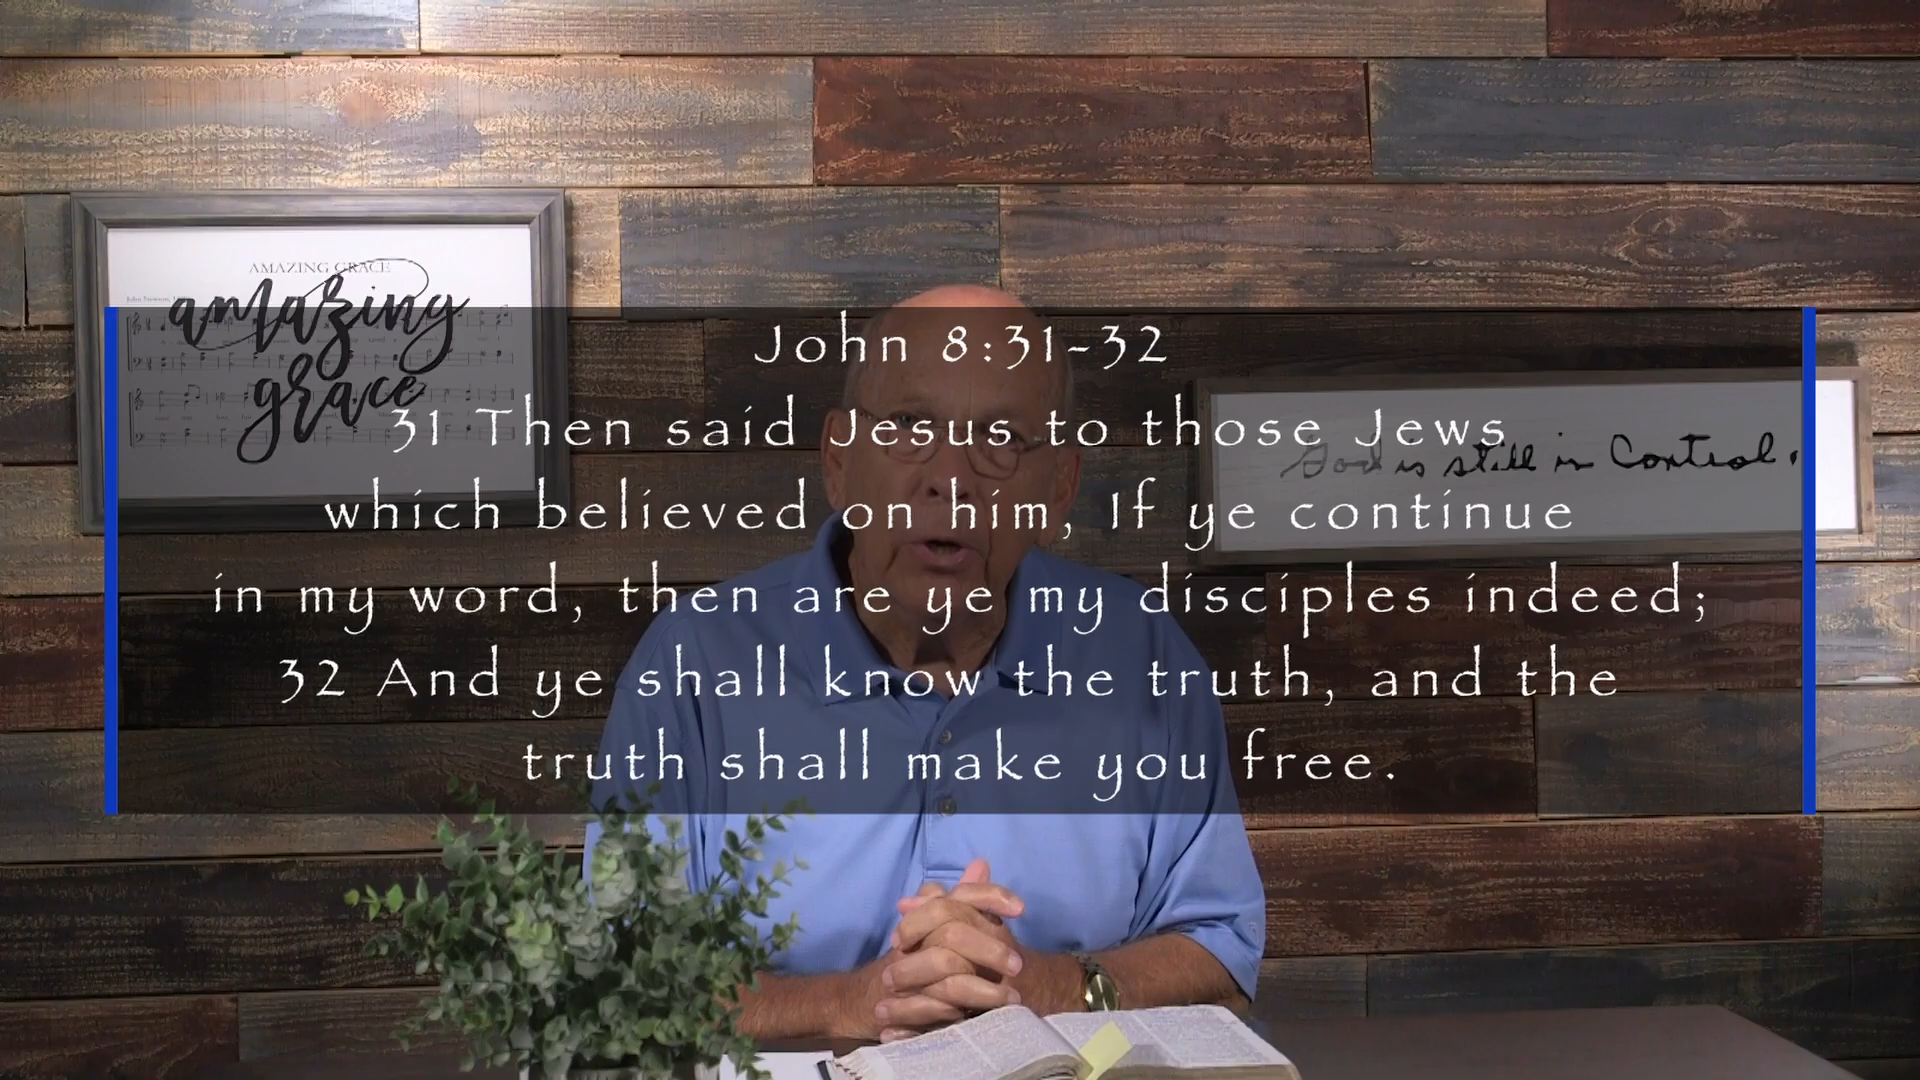 AMAZING GRACE
amazing
grace
John 8:31-32
31 Then said Jesus to those Jews
which believed on him, If ye continue
in my word, then are ye my disciples indeed;
32 And ye shall know the truth, and the
truth shall make you free.
God is still in Control.